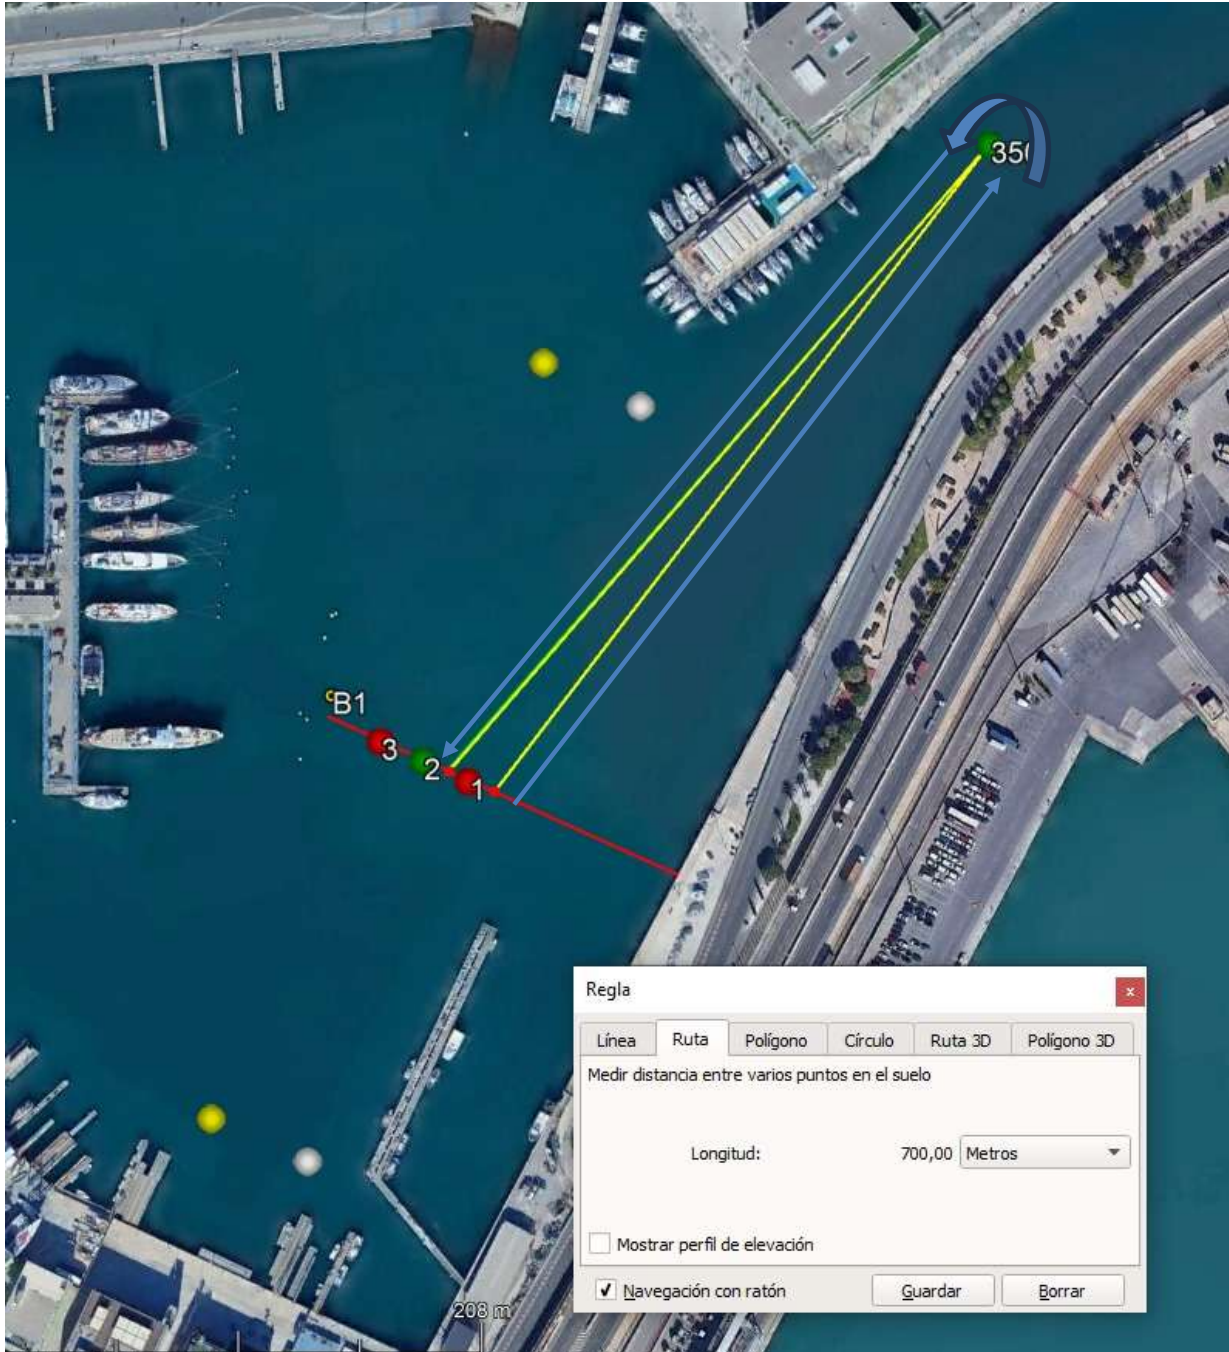 350
B1
3
2
1
Regla
Línea
Ruta
Polígono
Círculo
Ruta 3D
Polígono 3D
Medir distancia entre varios puntos en el suelo
Longitud:
700,00
Metros
Mostrar perfil de elevación
Navegación con ratón
Guardar
Borrar
208 m